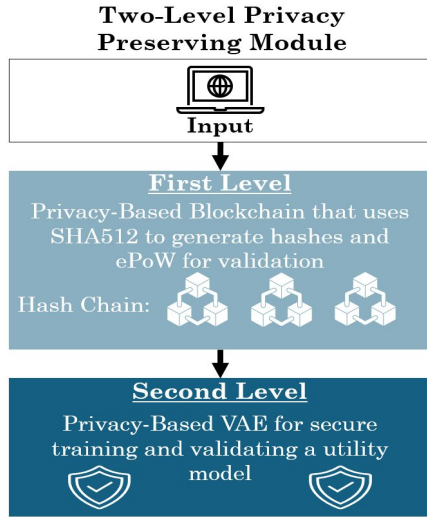 Two-Level Privacy
Preserving Module
Input
First Level
Privacy-Based Blockchain that uses
SHA512 to generate hashes and
ePoW for validation
Hash Chain:
Second Level
Privacy-Based VAE for secure
training and validating a utility
model